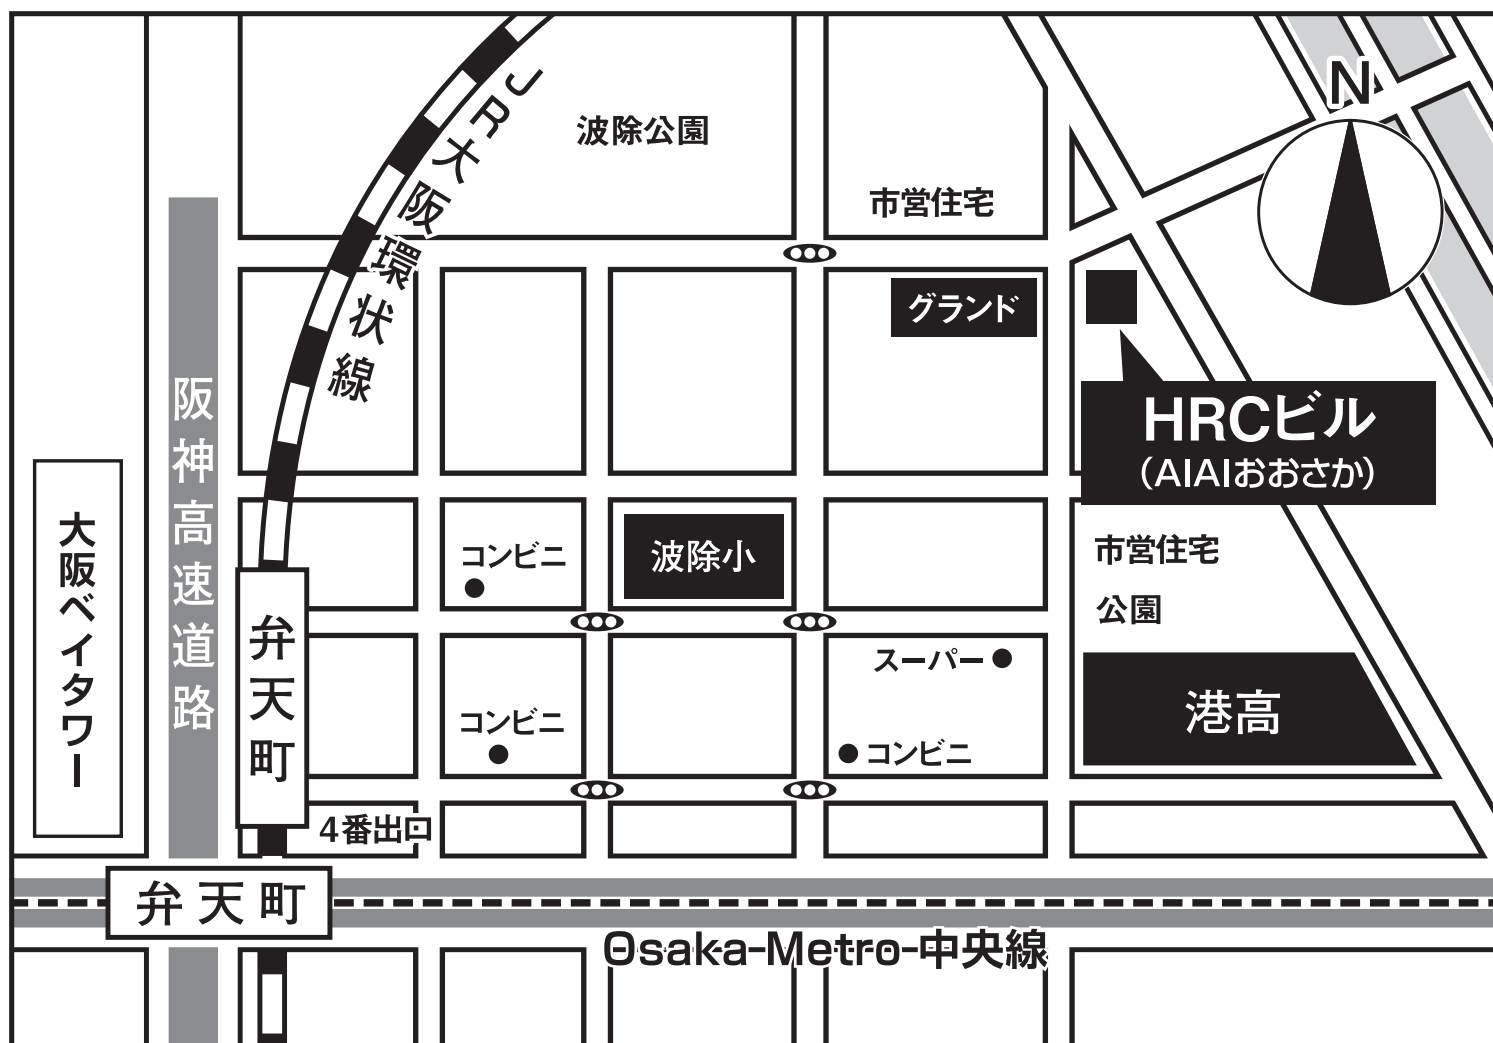 N
JR大阪環状線
波除公園
市営住宅
グランド
HRCビル
(AIAIおおさか)
阪神高速道路
大阪ベイタワー
コンビニ
波除小
市営住宅
公園
弁天町
スーパー
港高
コンビニ
コンビニ
4番出口
弁天町
Osaka-Metro-中央線